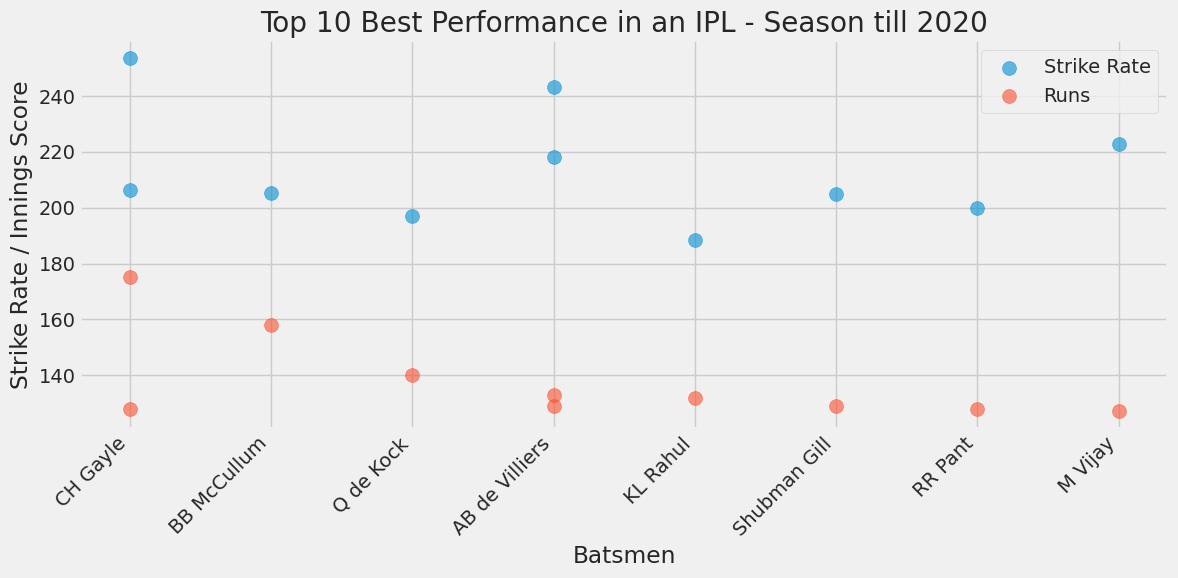 Top 10 Best Performance in an IPL - Season till 2020
Strike Rate
Runs
Strike Rate / Innings Score
240
220
200
180
160
140
CH Gayle
BB McCullum
Q de Kock
AB de Villiers
KL Rahul
Shubman Gill
RR Pant
M Vijay
Batsmen